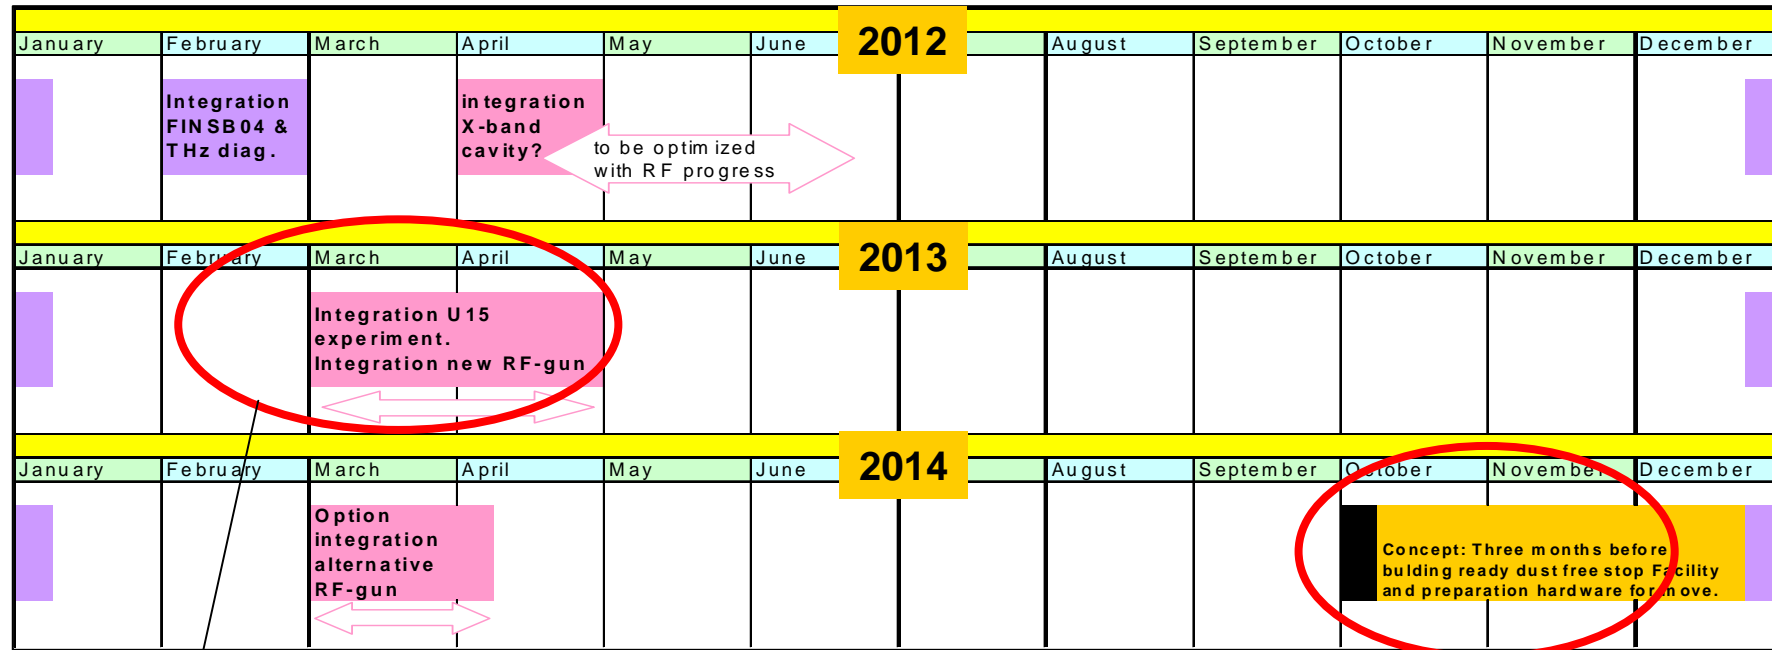 2012
January February March April May June August September October November December
Integration
FINSB04 &
THz diag.
integration
X-band
cavity?
to be optimized
with RF progress
2013
January February March April May June August September October November December
Integration U15
experiment.
Integration new RF-gun
2014
January February March April May June August September October November December
Option
integration
alternative
RF-gun
Concept: Three months before
bulding ready dust free stop Facility
and preparation hardware for move.